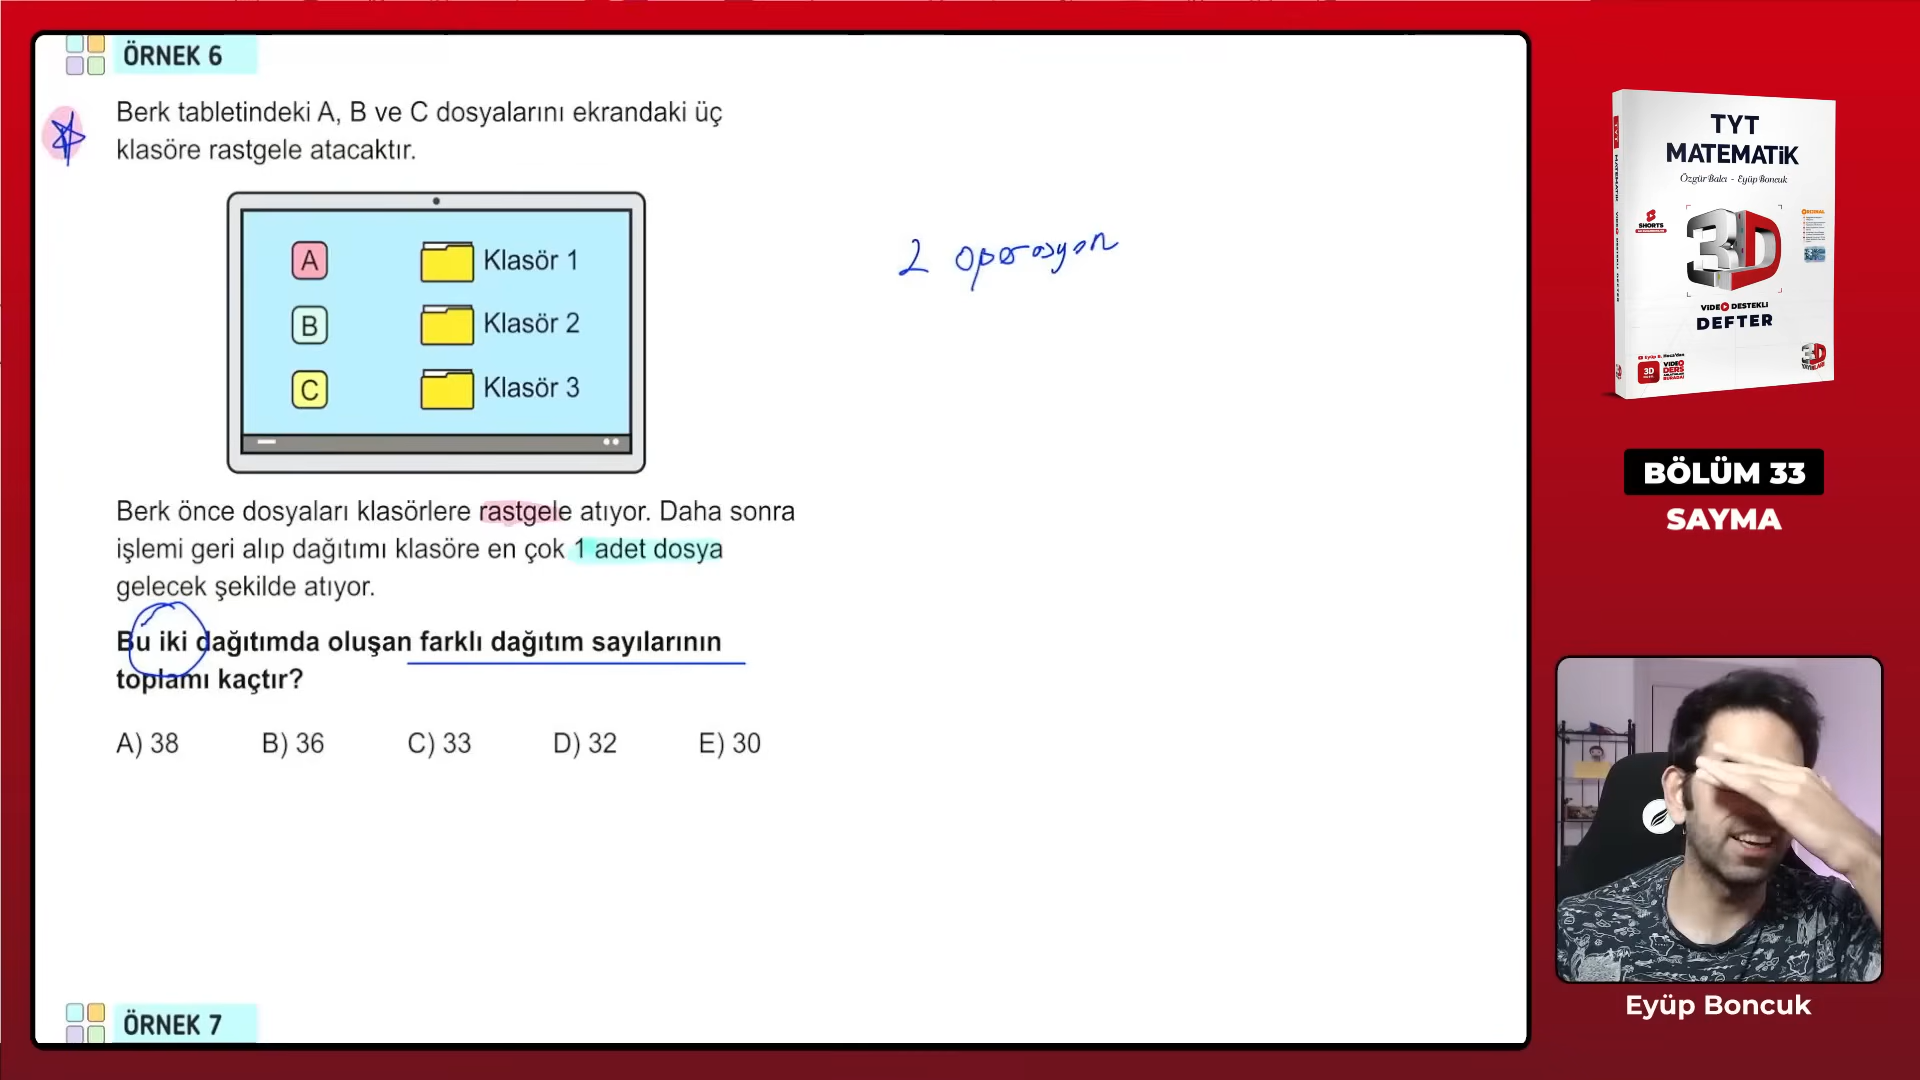 ÖRNEK 6
Berk tabletindeki A, B ve C dosyalarını ekrandaki üç
klasöre rastgele atacaktır.
A
Klasör 1
B
Klasör 2
C
Klasör 3
2 operasyon
Berk önce dosyaları klasörlere rastgele atıyor. Daha sonra
işlemi geri alıp dağıtımı klasöre en çok 1 adet dosya
gelecek şekilde atıyor.
Bu iki dağıtımda oluşan farklı dağıtım sayılarının
toplamı kaçtır?
A) 38 B) 36 C) 33 D) 32 E) 30
ÖRNEK 7
TYT
MATEMATİK
Özgür Balcı - Eyüp Boncuk
SHORTS
3D
VIDEO DESTEKLİ
DEFTER
BÖLÜM 33
SAYMA
Eyüp Boncuk